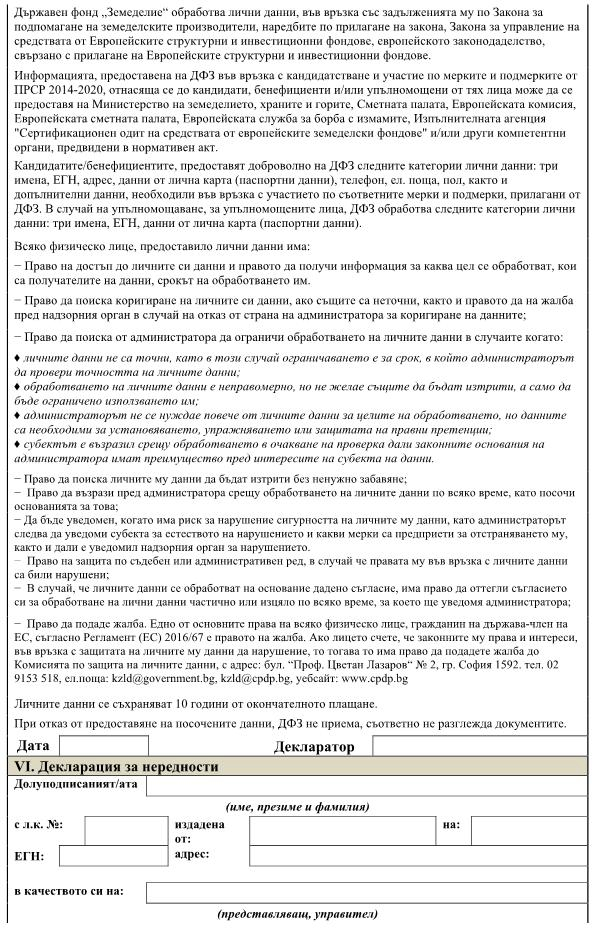 Държавен фонд „Земеделие“ обработва лични данни, във връзка със задълженията му по Закона за
подпомагане на земеделските производители, наредбите по прилагане на закона, Закона за управление на
средствата от Европейските структурни и инвестиционни фондове, европейското законодаделство,
свързано с прилагане на Европейските структурни и инвестиционни фондове.
Информацията, предоставена на ДФЗ във връзка с кандидатстване и участие по мерките и подмерките от
ПРСР 2014-2020, отнасяща се до кандидати, бенефициенти и/или упълномощени от тях лица може да се
предоставя на Министерство на земеделието, храните и горите, Сметната палата, Европейската комисия,
Европейската сметната палата, Европейската служба за борба с измамите, Изпълнителната агенция
"Сертификационен одит на средствата от европейските земеделски фондове" и/или други компетентни
органи, предвидени в нормативен акт.
Кандидатите/бенефициентите, предоставят доброволно на ДФЗ следните категории лични данни: три
имена, ЕГН, адрес, данни от лична карта (паспортни данни), телефон, ел. поща, пол, както и
допълнителни данни, необходили във връзка с участието по съответните мерки и подмерки, прилагани от
ДФЗ. В случай на упълномощаване, за упълномощените лица, ДФЗ обработва следните категории лични
данни: три имена, ЕГН, данни от лична карта (паспортни данни).
Всяко физическо лице, предоставило лични данни има:
− Право на достъп до личните си данни и правото да получи информация за каква цел се обработват, кои
са получателите на данни, срокът на обработването им.
− Право да поиска коригиране на личните си данни, ако същите са неточни, както и правото да на жалба
пред надзорния орган в случай на отказ от страна на администратора за коригиране на данните;
− Право да поиска от администратора да ограничи обработването на личните данни в случаите когато:
♦ личните данни не са точни, като в този случай ограничаването е за срок, в който администраторът
да провери точността на личните данни;
♦ обработването на личните данни е неправомерно, но не желае същите да бъдат изтрити, а само да
бъде ограничено използването им;
♦ администраторът не се нуждае повече от личните данни за целите на обработването, но данните
са необходими за установяването, упражняването или защитата на правни претенции;
♦ субектът е възразил срещу обработването в очакване на проверка дали законните основания на
администратора имат преимущество пред интересите на субекта на данни.
− Право да поиска личните му данни да бъдат изтрити без ненужно забавяне;
− Право да възрази пред администратора срещу обработването на личните данни по всяко време, като посочи
основанията за това;
− Да бъде уведомен, когато има риск за нарушение сигурността на личните му данни, като администраторът
следва да уведоми субекта за естеството на нарушението и какви мерки са предприети за отстраняването му,
както и дали е уведомил надзорния орган за нарушението.
− Право на защита по съдебен или административен ред, в случай че правата му във връзка с личните данни
са били нарушени;
− В случай, че личните данни се обработват на основание дадено съгласие, има право да оттегли съгласието
си за обработване на лични данни частично или изцяло по всяко време, за което ще уведомя администратора;
− Право да подаде жалба. Едно от основните права на всяко физическо лице, гражданин на държава-член на
ЕС, съгласно Регламент (ЕС) 2016/67 е правото на жалба. Ако лицето счете, че законните му права и интереси,
във връзка с защитата на личните му данни да нарушение, то тогава то има право да подадете жалба до
Комисията по защита на личните данни, с адрес: бул. “Проф. Цветан Лазаров“ № 2, гр. София 1592. тел. 02
9153 518, ел.поща: kzld@government.bg, kzld@cpdp.bg, уебсайт: www.cpdp.bg
Личните данни се съхраняват 10 години от окончателното плащане.
При отказ от предоставяне на посочените данни, ДФЗ не приема, съответно не разглежда документите.
Дата Декларатор
VI. Декларация за нередности
Долуподписаният/ата
(име, презиме и фамилия)
с л.к. №: издадена от: на:
ЕГН: адрес:
в качеството си на:
(представляващ, управител)